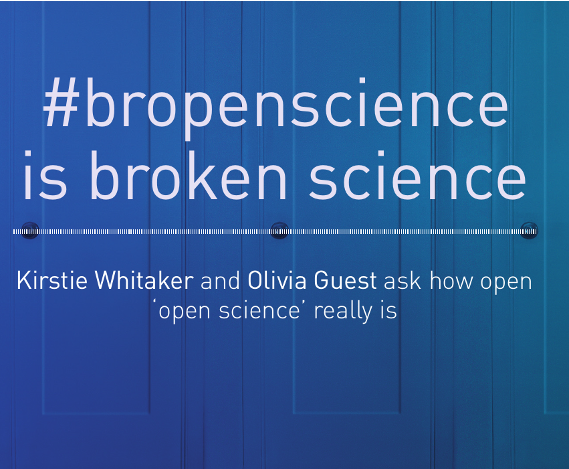 #bropenscience
is broken science
Kirstie Whitaker and Olivia Guest ask how open
‘open science’ really is